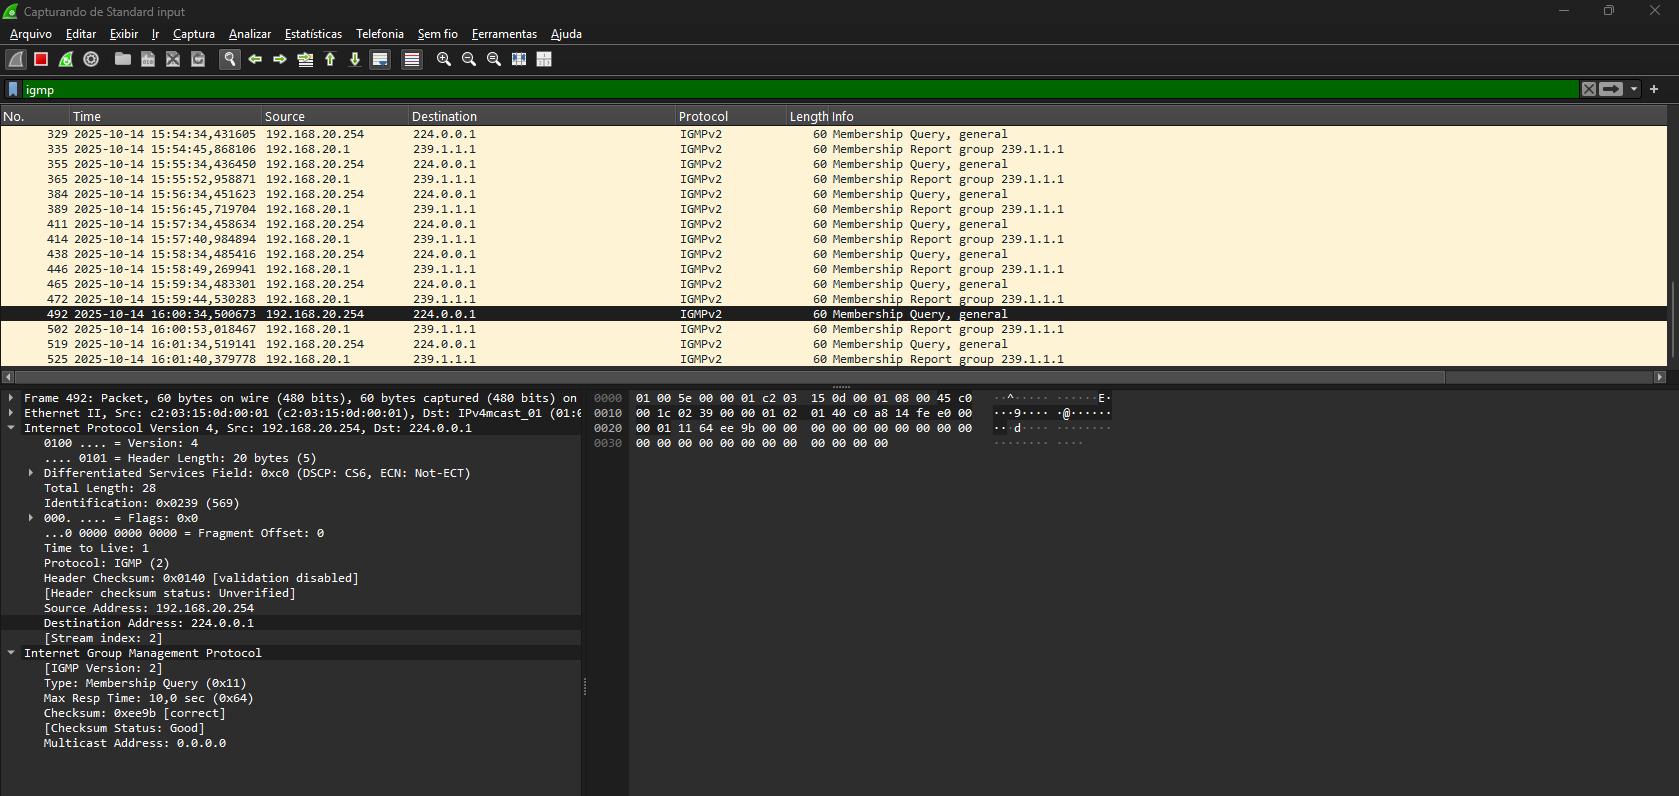 Capturando de Standard input
Arquivo Editar Exibir Ir Captura Analizar Estatísticas Telefonia Sem fio Ferramentas Ajuda
igmp
No. Time Source Destination Protocol Length Info
329 2025-10-14 15:54:34,431605 192.168.20.254 224.0.0.1 IGMPv2 60 Membership Query, general
335 2025-10-14 15:54:45,868106 192.168.20.1 239.1.1.1 IGMPv2 60 Membership Report group 239.1.1.1
355 2025-10-14 15:55:34,436450 192.168.20.254 224.0.0.1 IGMPv2 60 Membership Query, general
365 2025-10-14 15:55:52,958871 192.168.20.1 239.1.1.1 IGMPv2 60 Membership Report group 239.1.1.1
384 2025-10-14 15:56:34,451623 192.168.20.254 224.0.0.1 IGMPv2 60 Membership Query, general
389 2025-10-14 15:56:45,719704 192.168.20.1 239.1.1.1 IGMPv2 60 Membership Report group 239.1.1.1
411 2025-10-14 15:57:34,458634 192.168.20.254 224.0.0.1 IGMPv2 60 Membership Query, general
414 2025-10-14 15:57:40,984894 192.168.20.1 239.1.1.1 IGMPv2 60 Membership Report group 239.1.1.1
438 2025-10-14 15:58:34,485416 192.168.20.254 224.0.0.1 IGMPv2 60 Membership Query, general
446 2025-10-14 15:58:49,269941 192.168.20.1 239.1.1.1 IGMPv2 60 Membership Report group 239.1.1.1
465 2025-10-14 15:59:34,483301 192.168.20.254 224.0.0.1 IGMPv2 60 Membership Query, general
472 2025-10-14 15:59:44,530283 192.168.20.1 239.1.1.1 IGMPv2 60 Membership Report group 239.1.1.1
492 2025-10-14 16:00:34,500673 192.168.20.254 224.0.0.1 IGMPv2 60 Membership Query, general
502 2025-10-14 16:00:53,018467 192.168.20.1 239.1.1.1 IGMPv2 60 Membership Report group 239.1.1.1
519 2025-10-14 16:01:34,519141 192.168.20.254 224.0.0.1 IGMPv2 60 Membership Query, general
525 2025-10-14 16:01:40,379778 192.168.20.1 239.1.1.1 IGMPv2 60 Membership Report group 239.1.1.1
Frame 492: Packet, 60 bytes on wire (480 bits), 60 bytes captured (480 bits) on
Ethernet II, Src: c2:03:15:0d:00:01 (c2:03:15:0d:00:01), Dst: IPv4mcast_01 (01:0
Internet Protocol Version 4, Src: 192.168.20.254, Dst: 224.0.0.1
0100 .... = Version: 4
.... 0101 = Header Length: 20 bytes (5)
Differentiated Services Field: 0xc0 (DSCP: CS6, ECN: Not-ECT)
Total Length: 28
Identification: 0x0239 (569)
000. .... = Flags: 0x0
...0 0000 0000 0000 = Fragment Offset: 0
Time to Live: 1
Protocol: IGMP (2)
Header Checksum: 0x0140 [validation disabled]
[Header checksum status: Unverified]
Source Address: 192.168.20.254
Destination Address: 224.0.0.1
[Stream index: 2]
Internet Group Management Protocol
[IGMP Version: 2]
Type: Membership Query (0x11)
Max Resp Time: 10,0 sec (0x64)
Checksum: 0xee9b [correct]
[Checksum Status: Good]
Multicast Address: 0.0.0.0
0000 01 00 5e 00 00 01 c2 03 15 0d 00 01 08 00 45 c0 ··^····· ······E·
0010 00 1c 02 39 00 00 01 02 01 40 c0 a8 14 fe e0 00 ···9···· ·@······
0020 00 01 11 64 ee 9b 00 00 00 00 00 00 00 00 00 00 ···d···· ········
0030 00 00 00 00 00 00 00 00 00 00 00 00 ········ ····